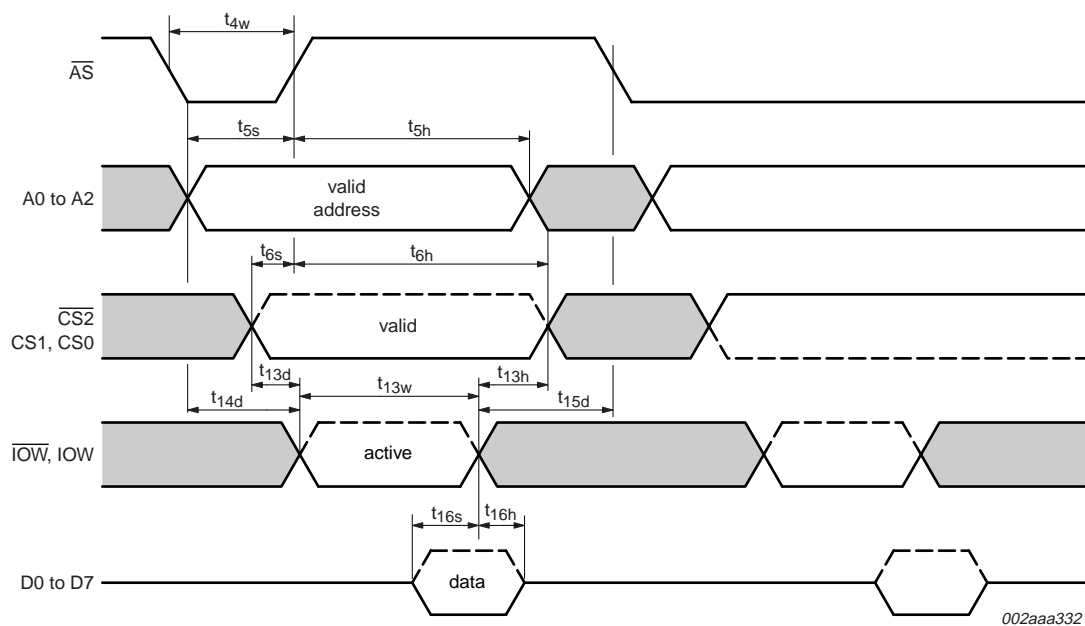 t4w
AS
t5s
t5h
A0 to A2
valid
address
t6s
t6h
CS2
CS1, CS0
valid
t13d
t13w
t13h
t14d
t15d
IOW, IOW
active
t16s
t16h
D0 to D7
data
002aaa332